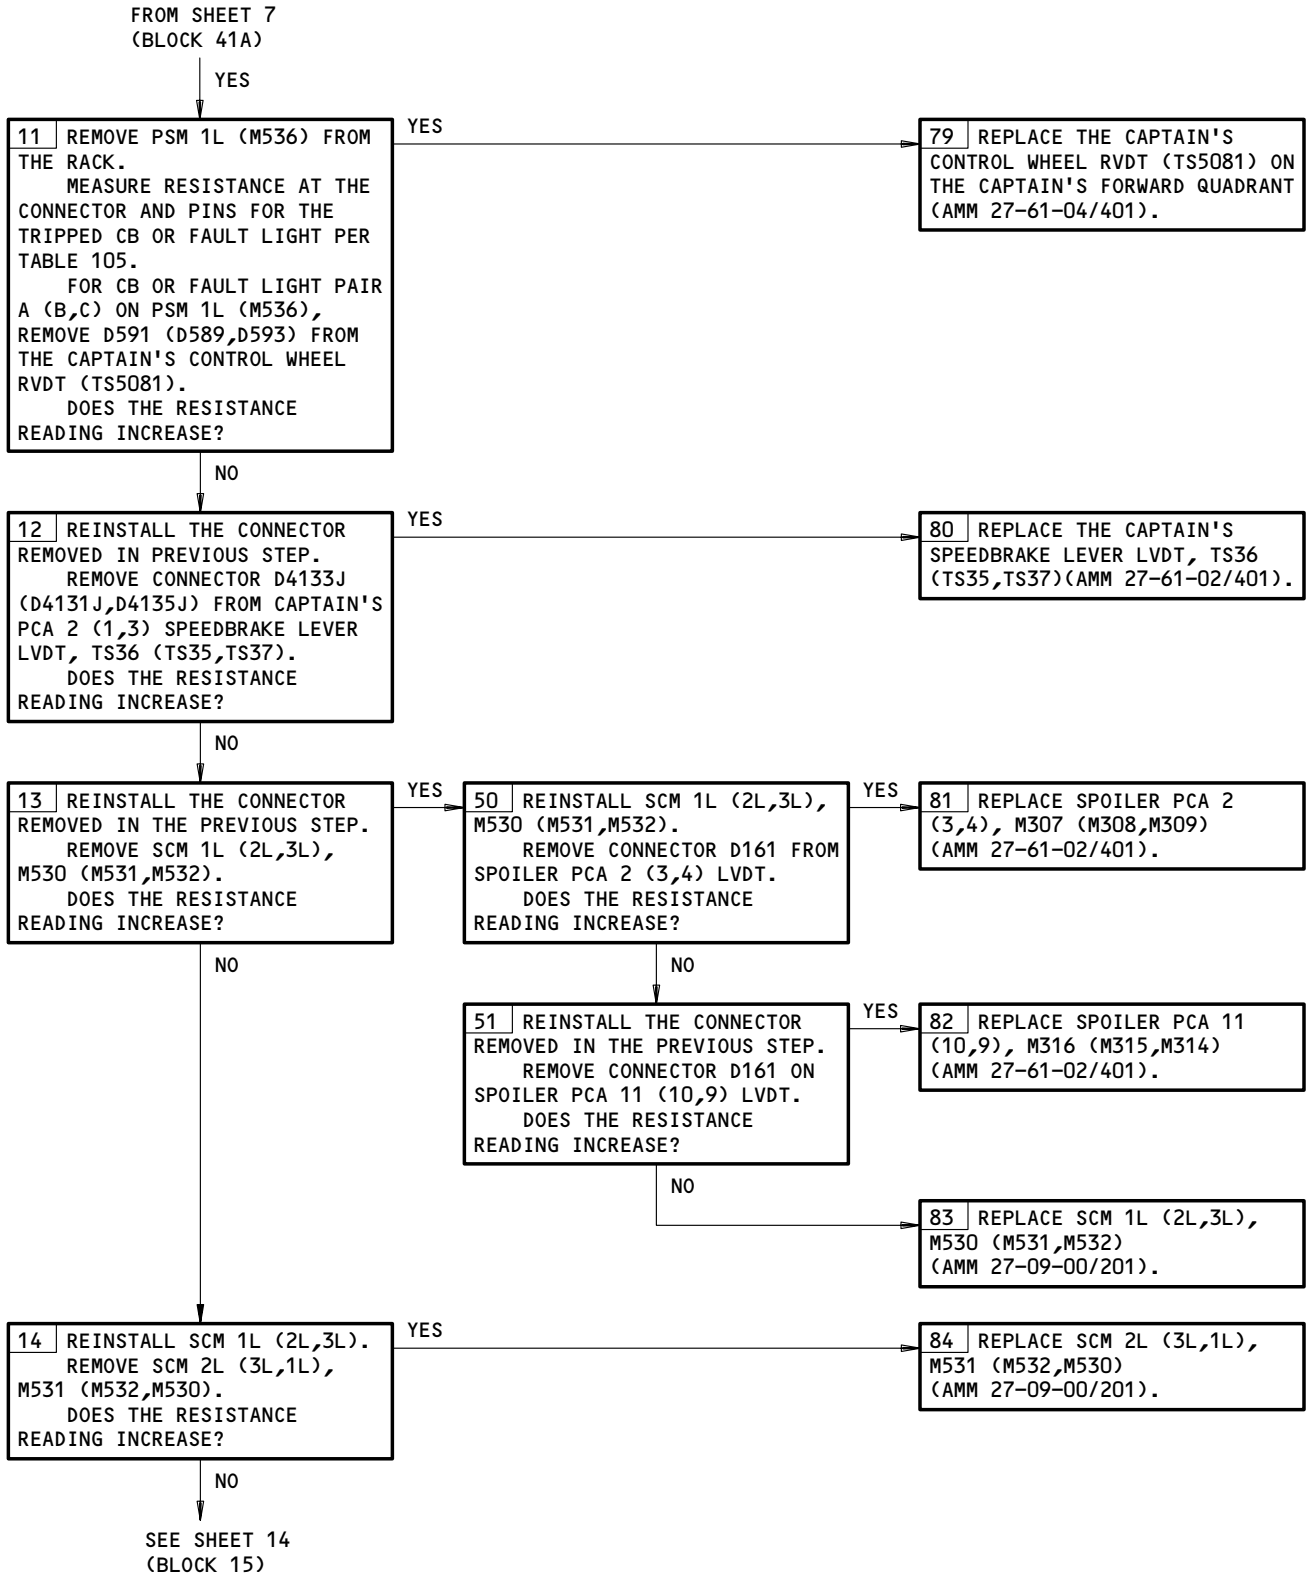 FROM SHEET 7
(BLOCK 41A)
YES
11 REMOVE PSM 1L (M536) FROM
THE RACK.
MEASURE RESISTANCE AT THE
CONNECTOR AND PINS FOR THE
TRIPPED CB OR FAULT LIGHT PER
TABLE 105.
FOR CB OR FAULT LIGHT PAIR
A (B,C) ON PSM 1L (M536),
REMOVE D591 (D589,D593) FROM
THE CAPTAIN'S CONTROL WHEEL
RVDT (TS5081).
DOES THE RESISTANCE
READING INCREASE?
YES
79 REPLACE THE CAPTAIN'S
CONTROL WHEEL RVDT (TS5081) ON
THE CAPTAIN'S FORWARD QUADRANT
(AMM 27-61-04/401).
NO
12 REINSTALL THE CONNECTOR
REMOVED IN PREVIOUS STEP.
REMOVE CONNECTOR D4133J
(D4131J,D4135J) FROM CAPTAIN'S
PCA 2 (1,3) SPEEDBRAKE LEVER
LVDT, TS36 (TS35,TS37).
DOES THE RESISTANCE
READING INCREASE?
YES
80 REPLACE THE CAPTAIN'S
SPEEDBRAKE LEVER LVDT, TS36
(TS35,TS37)(AMM 27-61-02/401).
NO
13 REINSTALL THE CONNECTOR
REMOVED IN THE PREVIOUS STEP.
REMOVE SCM 1L (2L,3L),
M530 (M531,M532).
DOES THE RESISTANCE
READING INCREASE?
YES
50 REINSTALL SCM 1L (2L,3L),
M530 (M531,M532).
REMOVE CONNECTOR D161 FROM
SPOILER PCA 2 (3,4) LVDT.
DOES THE RESISTANCE
READING INCREASE?
YES
81 REPLACE SPOILER PCA 2
(3,4), M307 (M308,M309)
(AMM 27-61-02/401).
NO
NO
51 REINSTALL THE CONNECTOR
REMOVED IN THE PREVIOUS STEP.
REMOVE CONNECTOR D161 ON
SPOILER PCA 11 (10,9) LVDT.
DOES THE RESISTANCE
READING INCREASE?
YES
82 REPLACE SPOILER PCA 11
(10,9), M316 (M315,M314)
(AMM 27-61-02/401).
NO
83 REPLACE SCM 1L (2L,3L),
M530 (M531,M532)
(AMM 27-09-00/201).
14 REINSTALL SCM 1L (2L,3L).
REMOVE SCM 2L (3L,1L),
M531 (M532,M530).
DOES THE RESISTANCE
READING INCREASE?
YES
84 REPLACE SCM 2L (3L,1L),
M531 (M532,M530)
(AMM 27-09-00/201).
NO
SEE SHEET 14
(BLOCK 15)